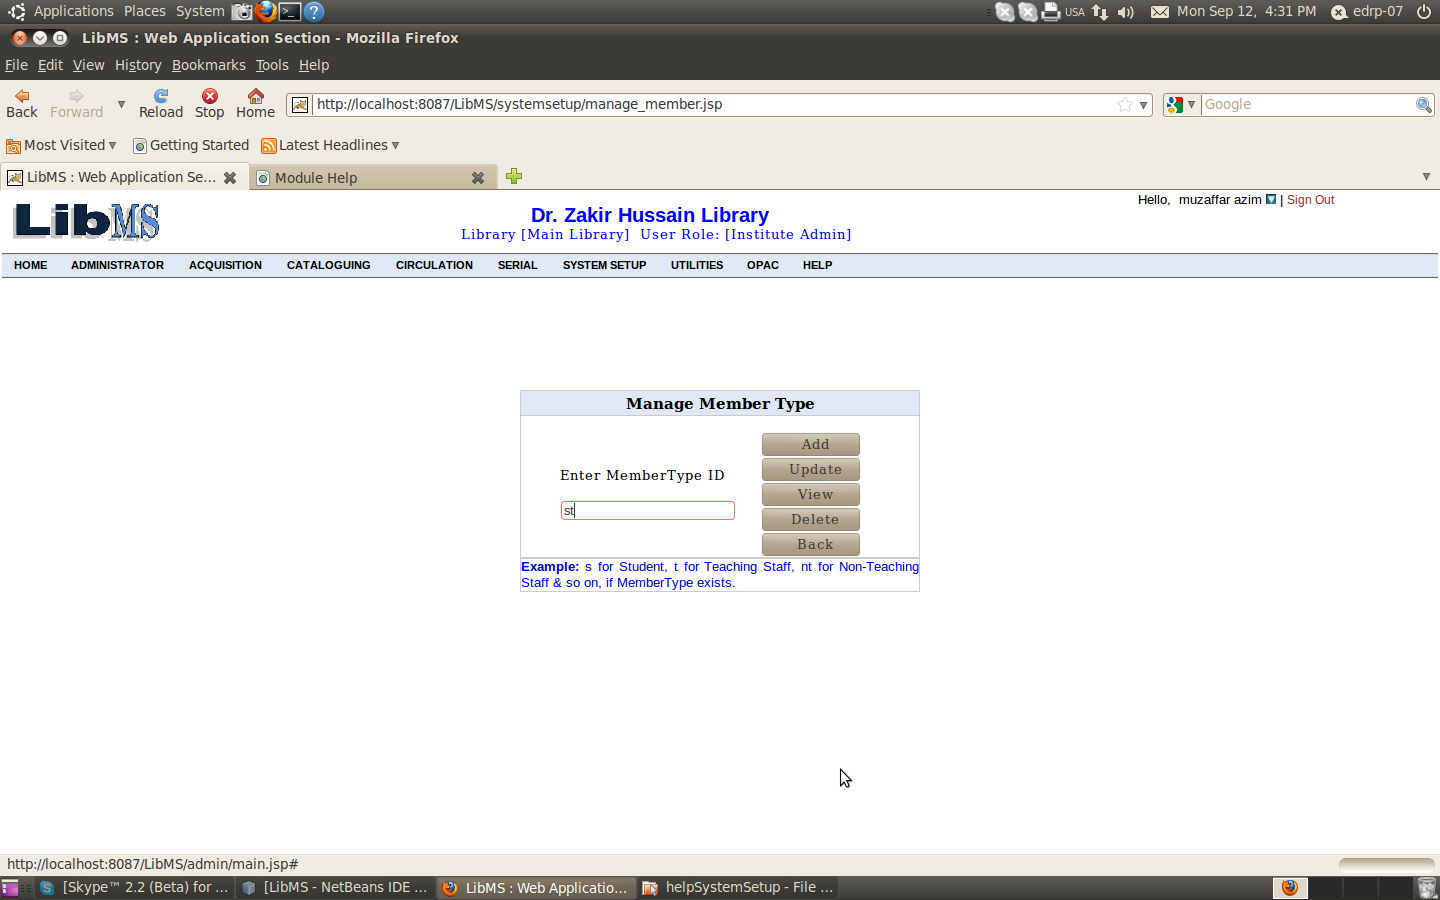 Applications Places System USA Mon Sep 12, 4:31 PM edrp-07
LibMS : Web Application Section - Mozilla Firefox
File Edit View History Bookmarks Tools Help
Back Forward Reload Stop Home http://localhost:8087/LibMS/systemsetup/manage_member.jsp Google
Most Visited Getting Started Latest Headlines
LibMS : Web Application Se... Module Help
Hello, muzaffar azim | Sign Out
LibMS
Dr. Zakir Hussain Library
Library [Main Library] User Role: [Institute Admin]
HOME ADMINISTRATOR ACQUISITION CATALOGUING CIRCULATION SERIAL SYSTEM SETUP UTILITIES OPAC HELP
Manage Member Type
Enter MemberType ID
st
Add
Update
View
Delete
Back
Example: s for Student, t for Teaching Staff, nt for Non-Teaching
Staff & so on, if MemberType exists.
http://localhost:8087/LibMS/admin/main.jsp#
[Skype™ 2.2 (Beta) for ... [LibMS - NetBeans IDE ... LibMS : Web Applicatio... helpSystemSetup - File ...